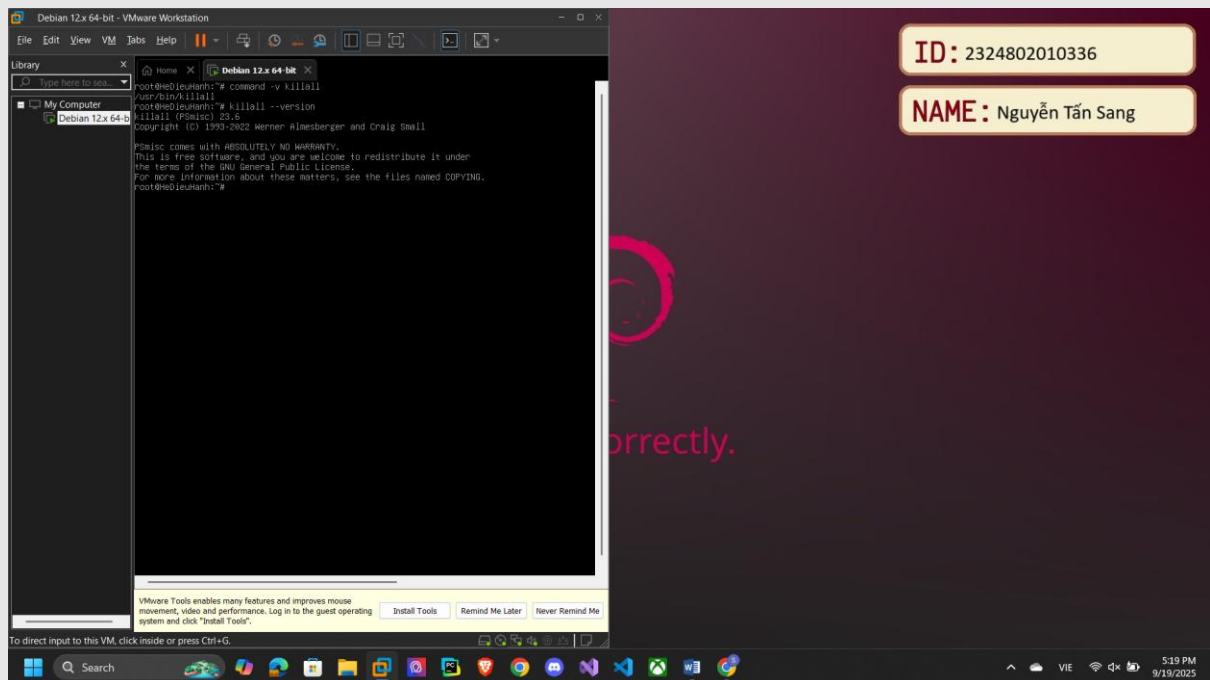 Debian 12.x 64-bit - VMware Workstation
File Edit View VM Tabs Help
Library X
Type here to sea...
My Computer
Debian 12.x 64-b
Home X Debian 12.x 64-bit X
root@HeDieuHanh:~# command -v killall
/usr/bin/killall
root@HeDieuHanh:~# killall --version
killall (PSmisc) 23.6
Copyright (C) 1993-2022 Werner Almesberger and Craig Small
PSmisc comes with ABSOLUTELY NO WARRANTY.
This is free software, and you are welcome to redistribute it under
the terms of the GNU General Public License.
For more information about these matters, see the files named COPYING.
root@HeDieuHanh:~#
VMware Tools enables many features and improves mouse
movement, video and performance. Log in to the guest operating
system and click "Install Tools".
Install Tools Remind Me Later Never Remind Me
To direct input to this VM, click inside or press Ctrl+G.
ID: 2324802010336
NAME: Nguyễn Tấn Sang
orrectly.
Search
VIE
5:19 PM
9/19/2025